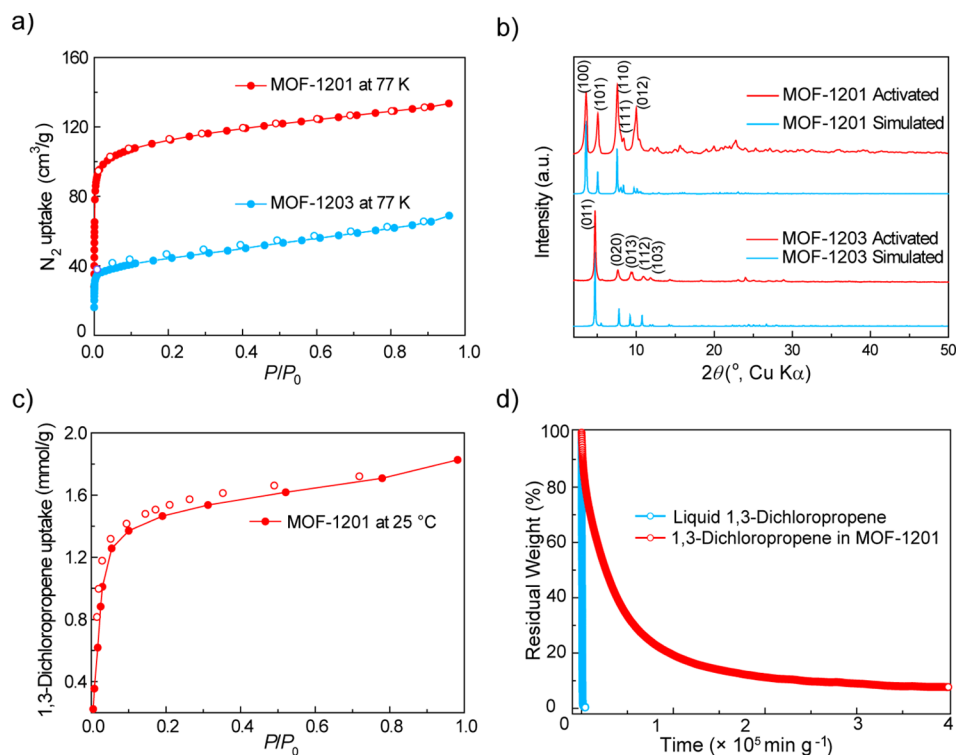 a)
N₂ uptake (cm³/g)
160
120
80
40
0
MOF-1201 at 77 K
MOF-1203 at 77 K
0.0 0.2 0.4 0.6 0.8 1.0
P/P₀
b)
Intensity (a.u.)
(100)
(101)
(110)
(111)
(012)
MOF-1201 Activated
MOF-1201 Simulated
(011)
(020)
(013)
(112)
(103)
MOF-1203 Activated
MOF-1203 Simulated
10 20 30 40 50
2θ(°, Cu Kα)
c)
1,3-Dichloropropene uptake (mmol/g)
2.0
1.6
1.2
0.8
0.4
MOF-1201 at 25 °C
0.0 0.2 0.4 0.6 0.8 1.0
P/P₀
d)
Residual Weight (%)
100
80
60
40
20
0
Liquid 1,3-Dichloropropene
1,3-Dichloropropene in MOF-1201
0 1 2 3 4
Time (× 10⁵ min g⁻¹)